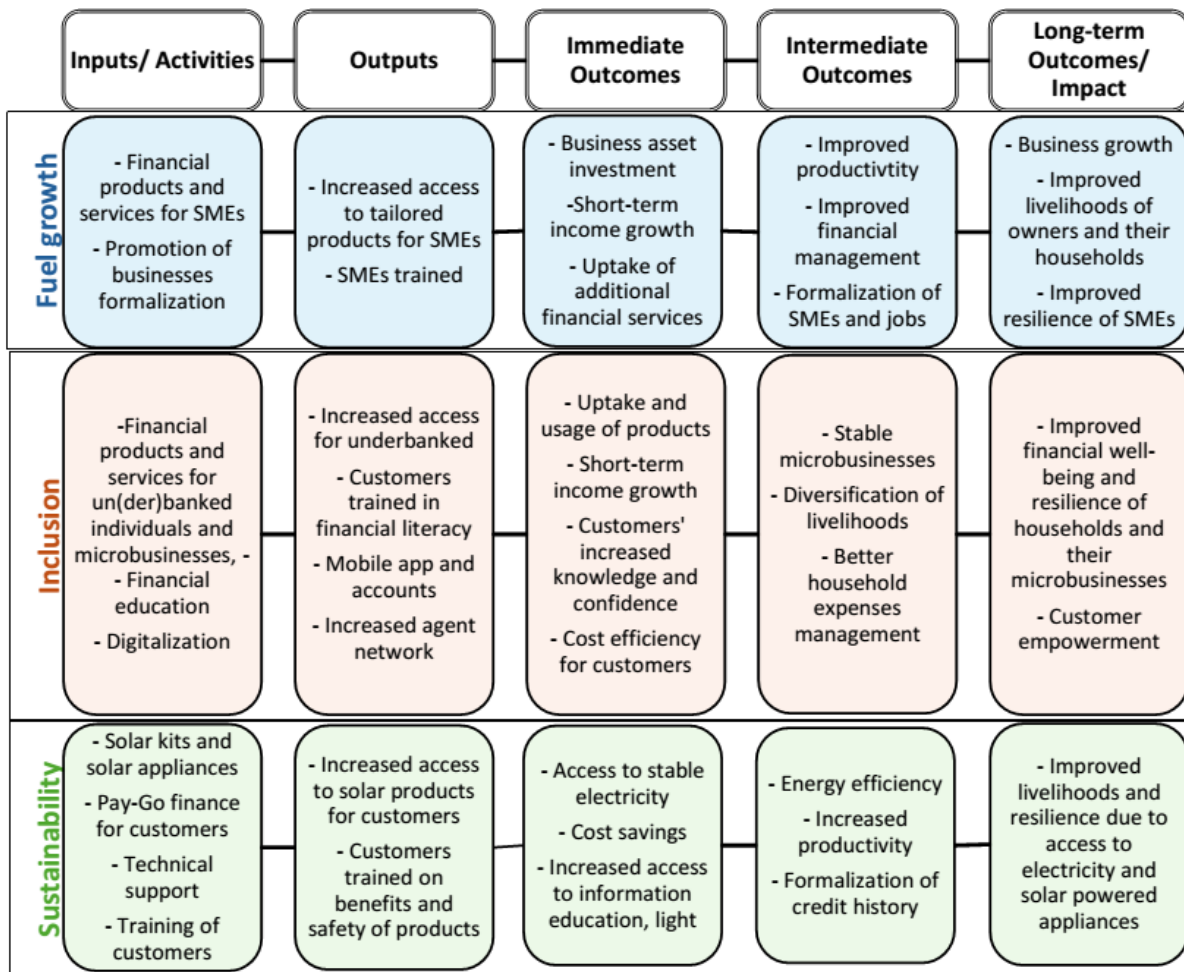 Inputs/ Activities
Outputs
Immediate
Outcomes
Intermediate
Outcomes
Long-term
Outcomes/
Impact
Fuel growth
- Financial
products and
services for SMEs
- Promotion of
businesses
formalization
- Increased access
to tailored
products for SMEs
- SMEs trained
- Business asset
investment
-Short-term
income growth
- Uptake of
additional
financial services
- Improved
productivtity
- Improved
financial
management
- Formalization of
SMEs and jobs
- Business growth
- Improved
livelihoods of
owners and their
households
- Improved
resilience of SMEs
Inclusion
-Financial
products and
services for
un(der)banked
individuals and
microbusinesses, -
- Financial
education
- Digitalization
- Increased access
for underbanked
- Customers
trained in
financial literacy
- Mobile app and
accounts
- Increased agent
network
- Uptake and
usage of products
- Short-term
income growth
- Customers'
increased
knowledge and
confidence
- Cost efficiency
for customers
- Stable
microbusinesses
- Diversification of
livelihoods
- Better
household
expenses
management
- Improved
financial well-
being and
resilience of
households and
their
microbusinesses
- Customer
empowerment
Sustainability
- Solar kits and
solar appliances
- Pay-Go finance
for customers
- Technical
support
- Training of
customers
- Increased access
to solar products
for customers
- Customers
trained on
benefits and
safety of products
- Access to stable
electricity
- Cost savings
- Increased access
to information
education, light
- Energy efficiency
- Increased
productivity
- Formalization of
credit history
- Improved
livelihoods and
resilience due to
access to
electricity and
solar powered
appliances